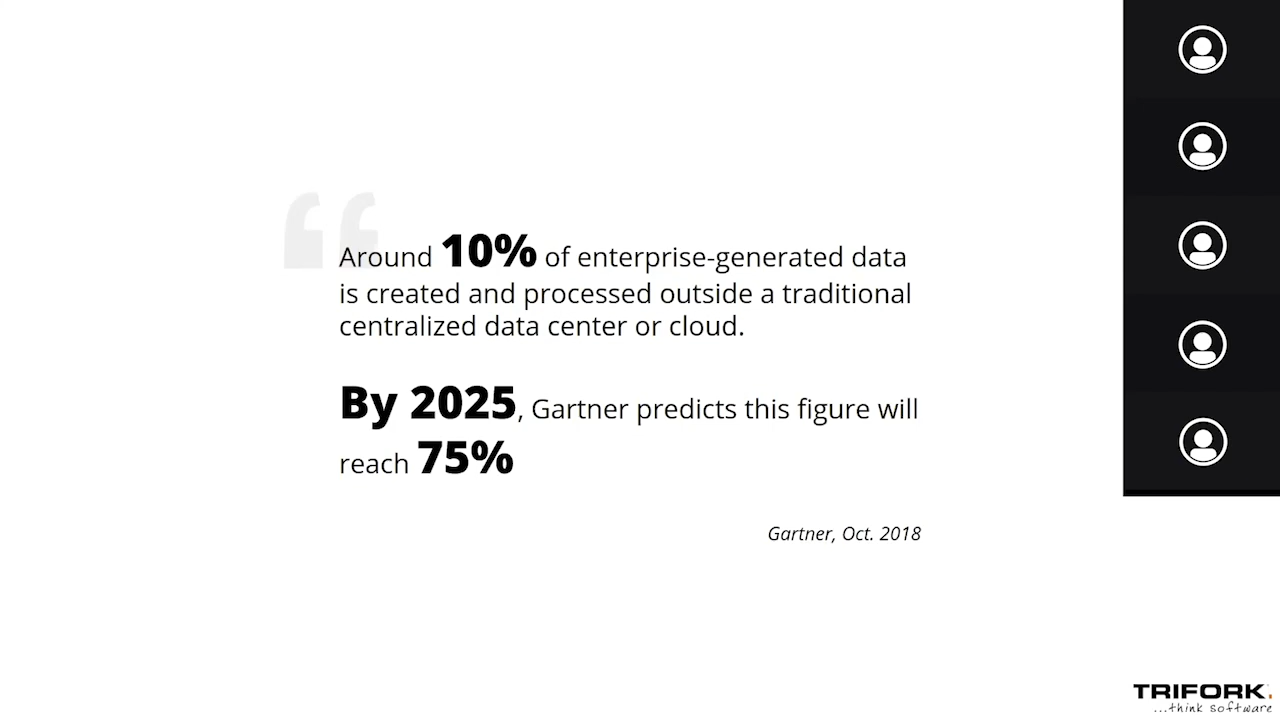 Around 10% of enterprise-generated data
is created and processed outside a traditional
centralized data center or cloud.
By 2025, Gartner predicts this figure will
reach 75%
Gartner, Oct. 2018
TRIFORK.
...think software